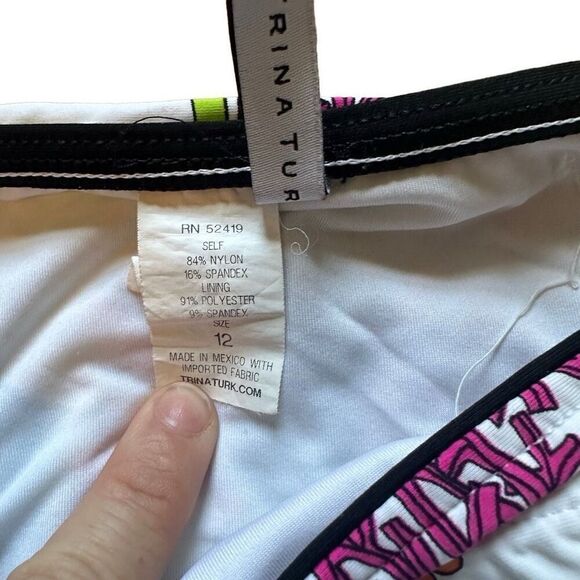 TRINA TUR
RN 52419
SELF
84% NYLON
16% SPANDEX
LINING
91% POLYESTER
9% SPANDEX
SIZE
12
MADE IN MEXICO WITH
IMPORTED FABRIC
TRINATURK.COM